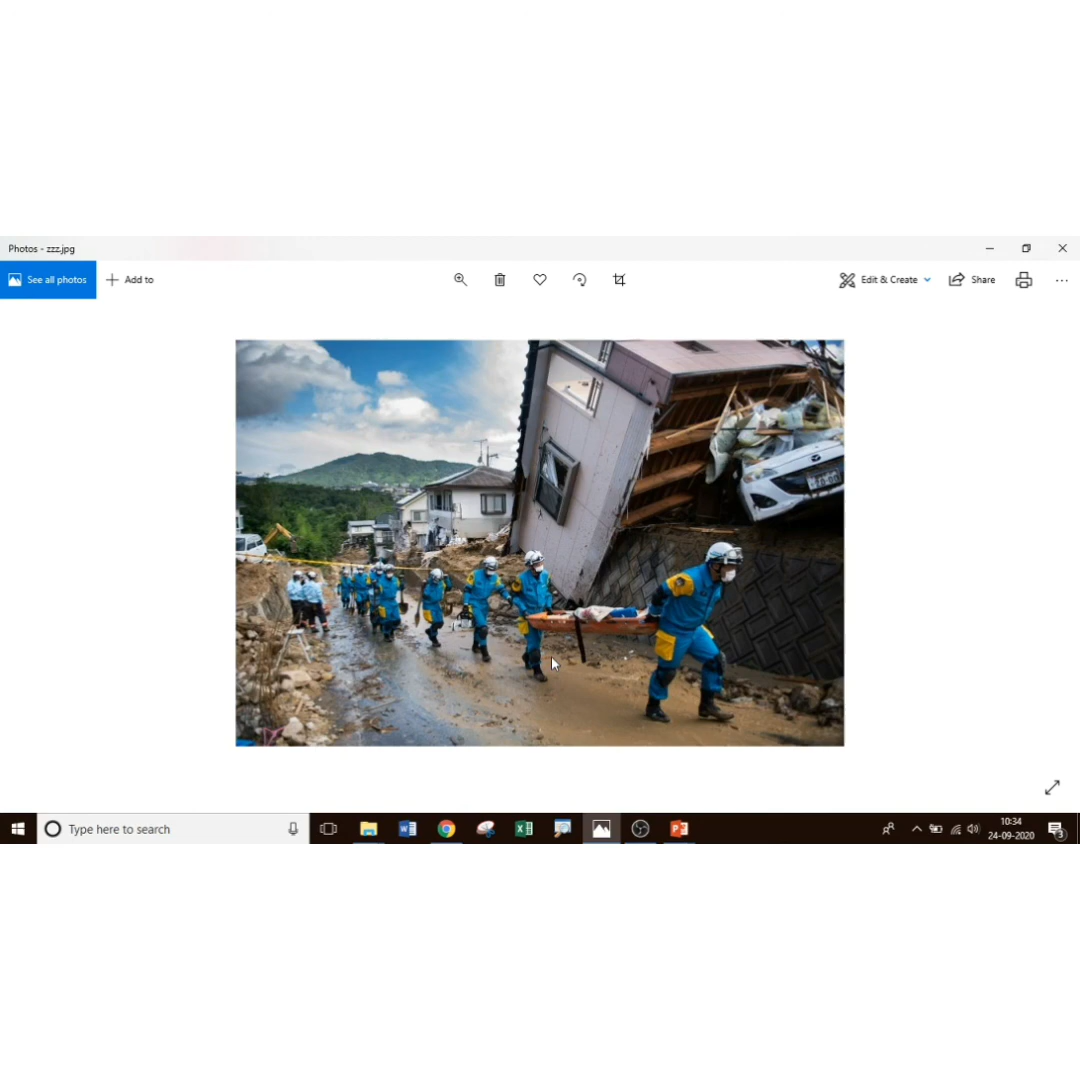 Photos - zzz.jpg
See all photos
Add to
Edit & Create
Share
Type here to search
10:34
24-09-2020
3